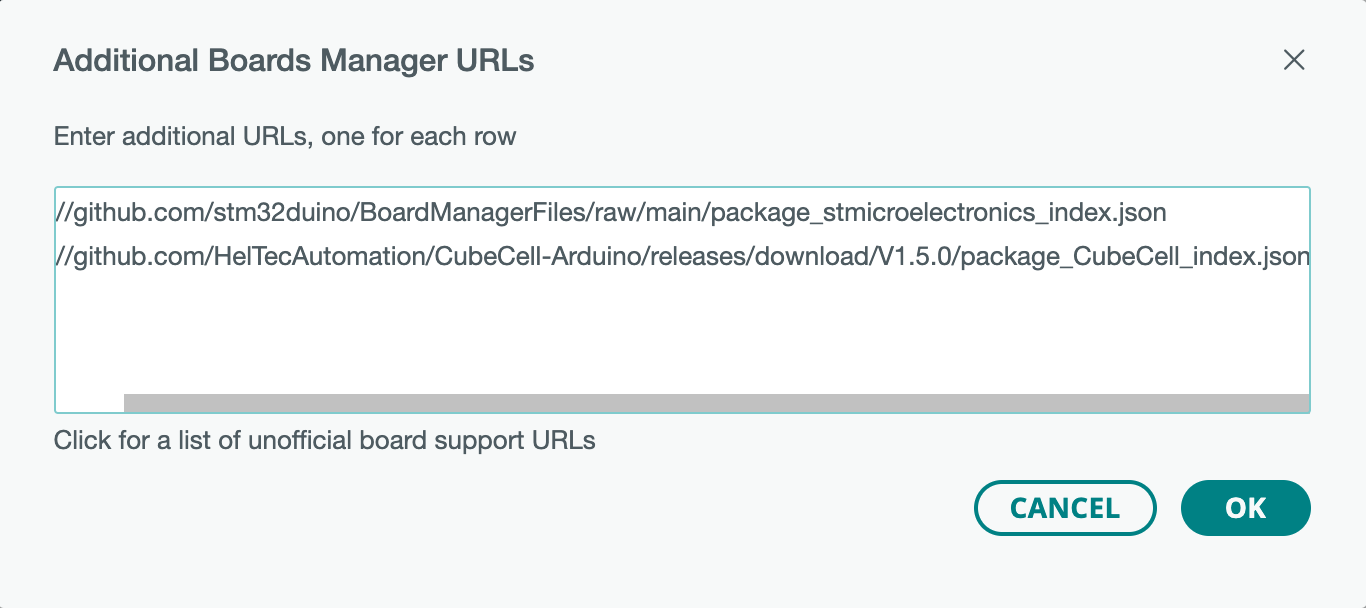 Additional Boards Manager URLs
Enter additional URLs, one for each row
//github.com/stm32duino/BoardManagerFiles/raw/main/package_stmicroelectronics_index.json
//github.com/HelTecAutomation/CubeCell-Arduino/releases/download/V1.5.0/package_CubeCell_index.json
Click for a list of unofficial board support URLs
CANCEL
OK